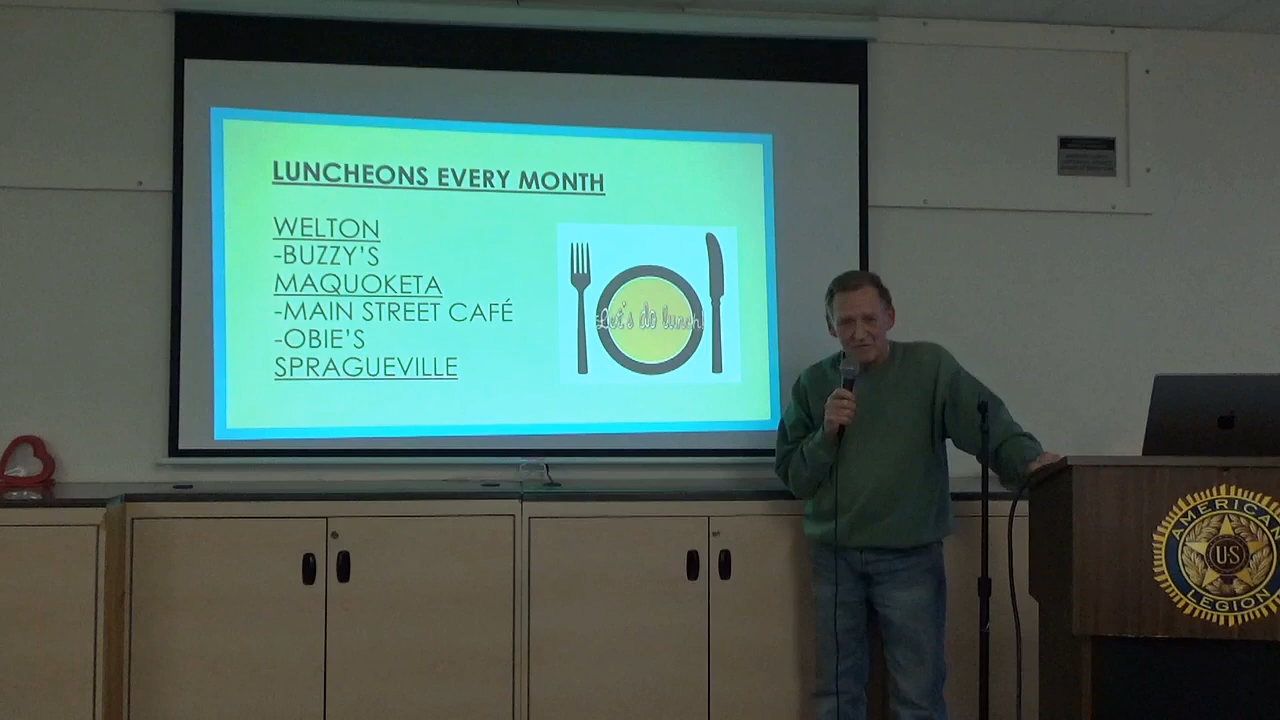 LUNCHEONS EVERY MONTH
WELTON
-BUZZY'S
MAQUOKETA
-MAIN STREET CAFÉ
-OBIE'S
SPRAGUEVILLE
Let's do lunch!
AMERICAN
US
LEGION